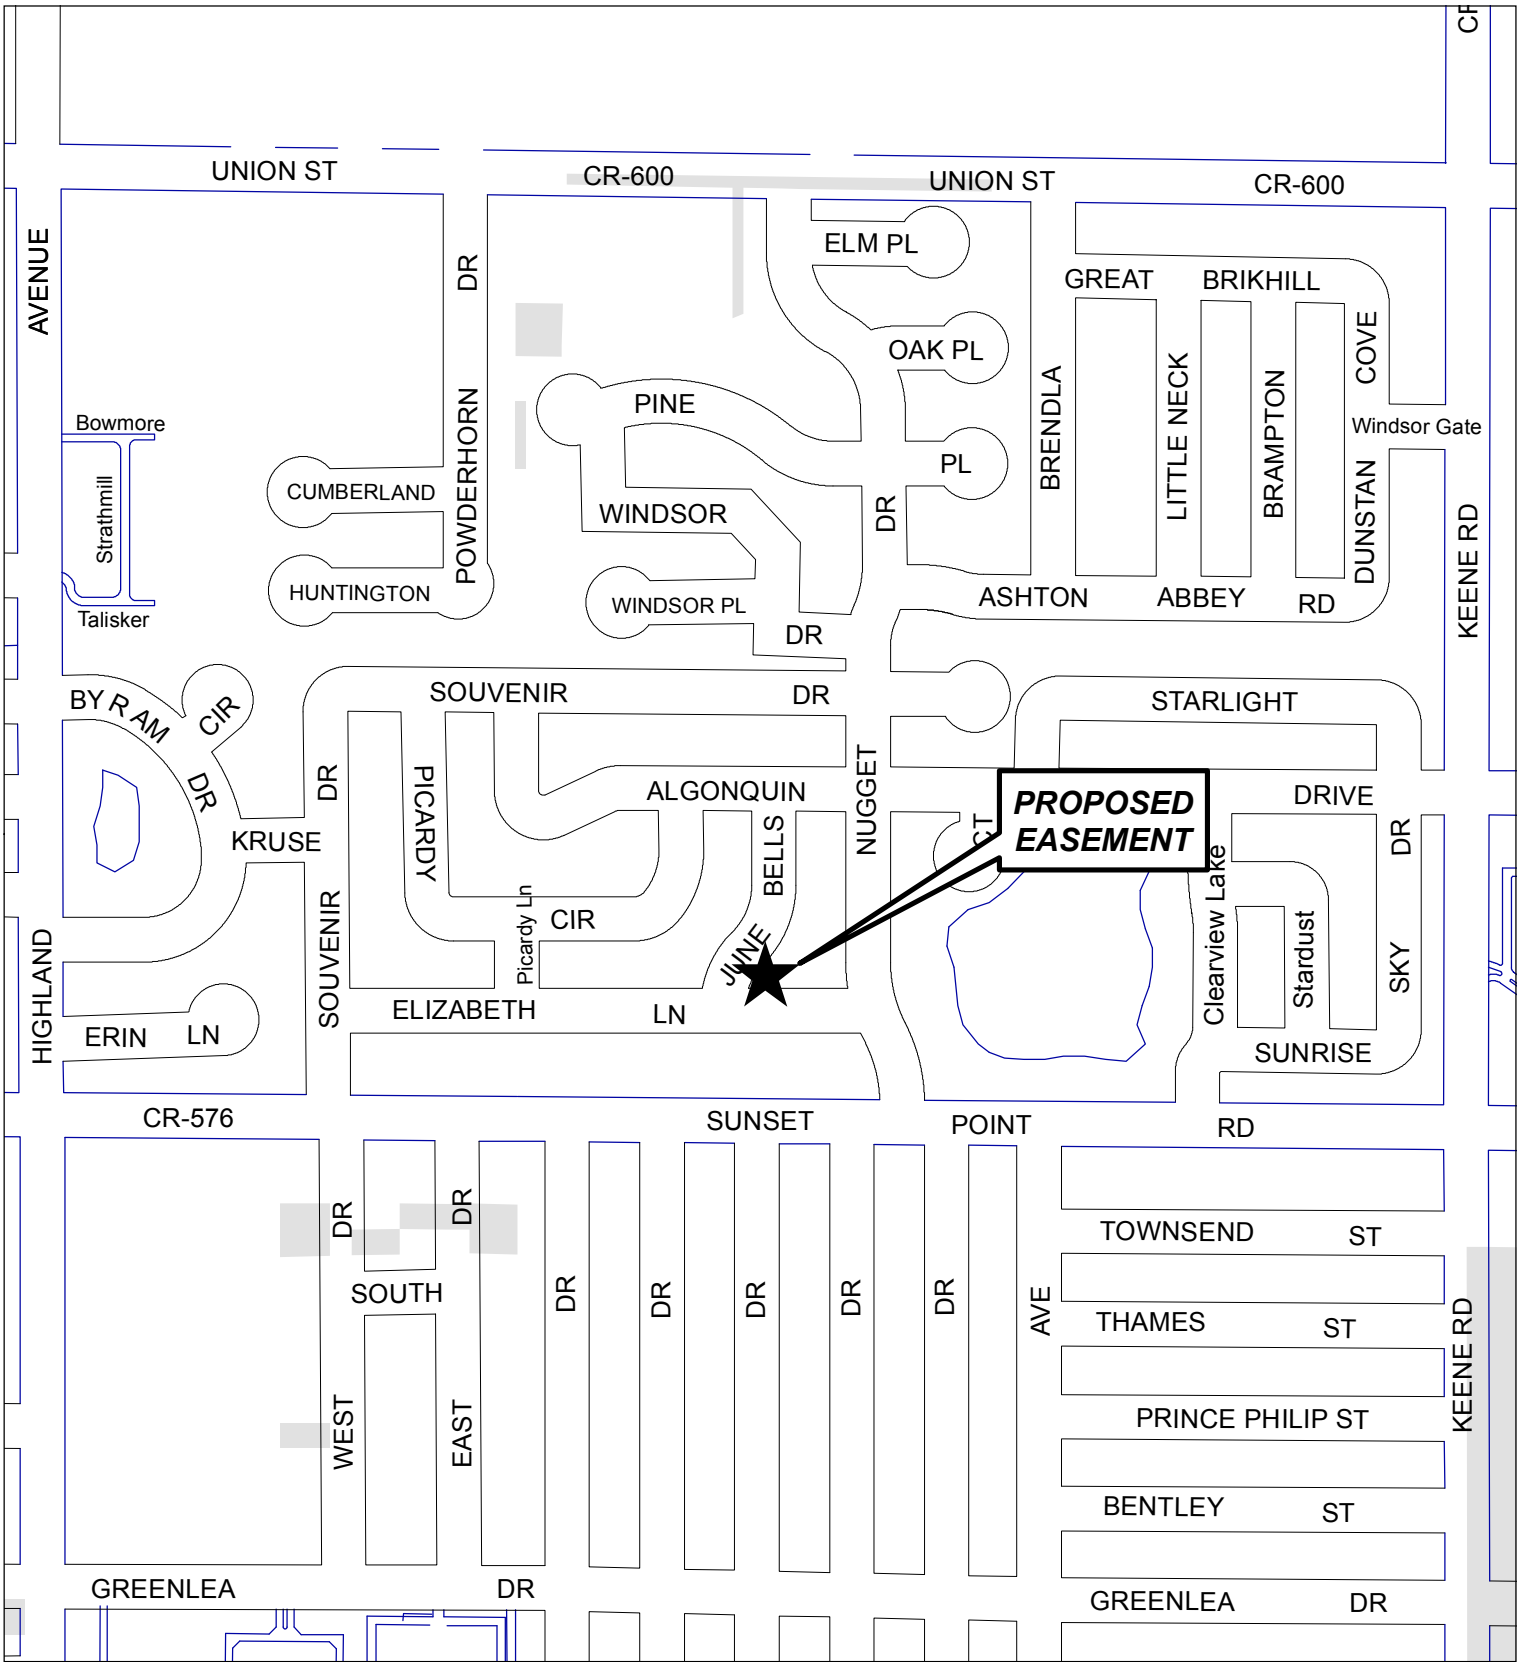 CR
UNION ST
CR-600
UNION ST
CR-600
AVENUE
DR
ELM PL
GREAT
BRIKHILL
OAK PL
COVE
PINE
Bowmore
Windsor Gate
POWDERHORN
BRENDLA
LITTLE NECK
BRAMPTON
PL
CUMBERLAND
Strathmill
WINDSOR
DR
DUNSTAN
KEENE RD
HUNTINGTON
WINDSOR PL
ASHTON
ABBEY
RD
Talisker
DR
BYRAM
CIR
SOUVENIR
DR
STARLIGHT
DR
DR
PICARDY
ALGONQUIN
NUGGET
DRIVE
PROPOSED
EASEMENT
CT
KRUSE
BELLS
DR
Clearview Lake
SOUVENIR
Picardy Ln
CIR
JUNE
Stardust
SKY
HIGHLAND
ELIZABETH
LN
ERIN
LN
SUNRISE
CR-576
SUNSET
POINT
RD
DR
DR
TOWNSEND
ST
SOUTH
DR
DR
DR
DR
DR
AVE
THAMES
ST
KEENE RD
WEST
EAST
PRINCE PHILIP ST
BENTLEY
ST
GREENLEA
DR
GREENLEA
DR